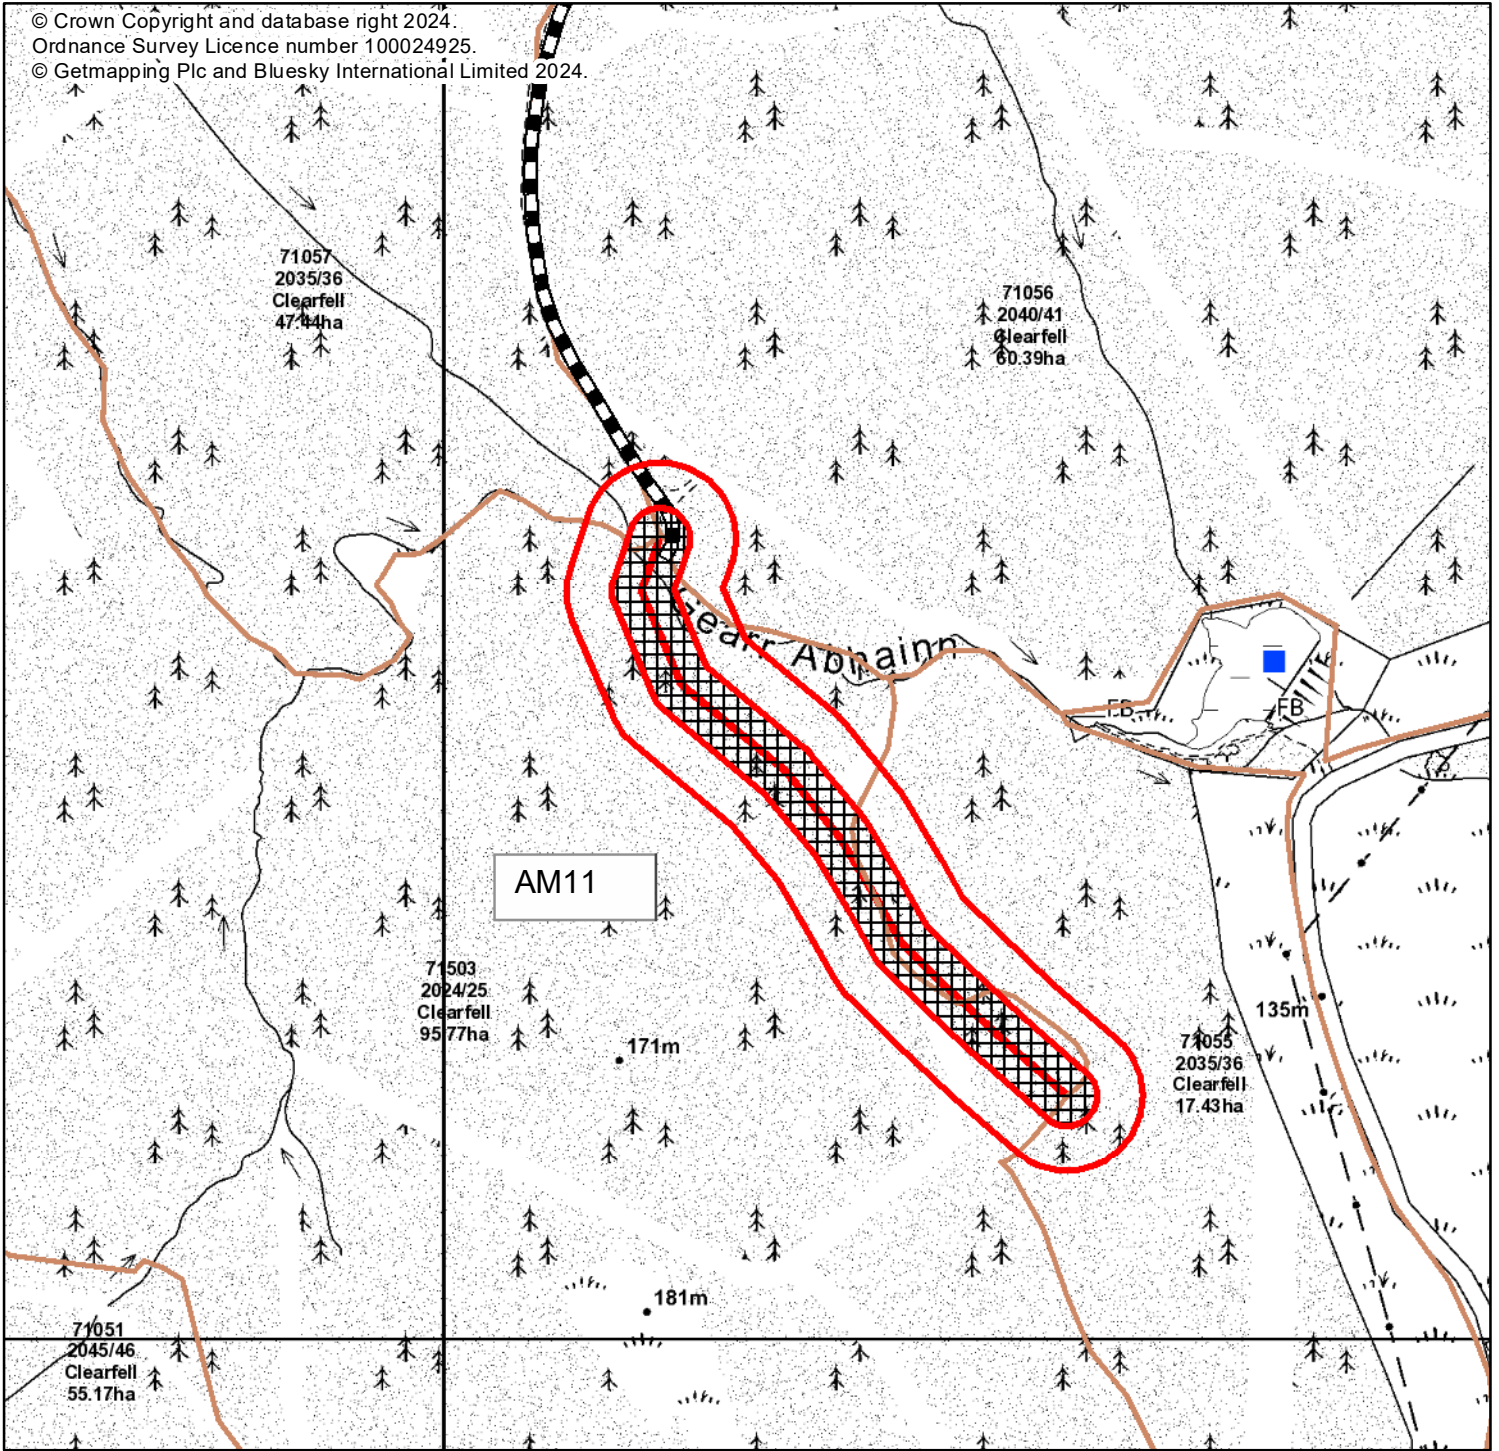 © Crown Copyright and database right 2024.
Ordnance Survey Licence number 100024925.
© Getmapping Plc and Bluesky International Limited 2024.
71057
2035/36
Clearfell
47.44ha
71056
2040/41
Clearfell
60.39ha
Gearr Abhainn
FB
FB
AM11
71503
2024/25
Clearfell
95.77ha
171m
135m
71055
2035/36
Clearfell
17.43ha
181m
71051
2045/46
Clearfell
55.17ha